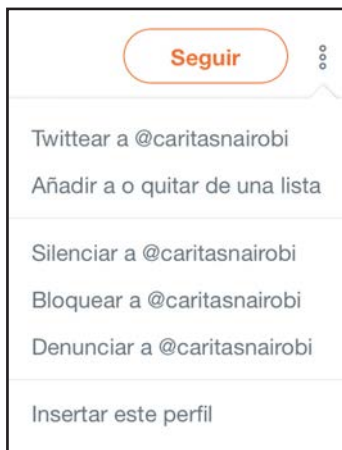 Seguir
Twittear a @caritasnairobi
Añadir a o quitar de una lista
Silenciar a @caritasnairobi
Bloquear a @caritasnairobi
Denunciar a @caritasnairobi
Insertar este perfil